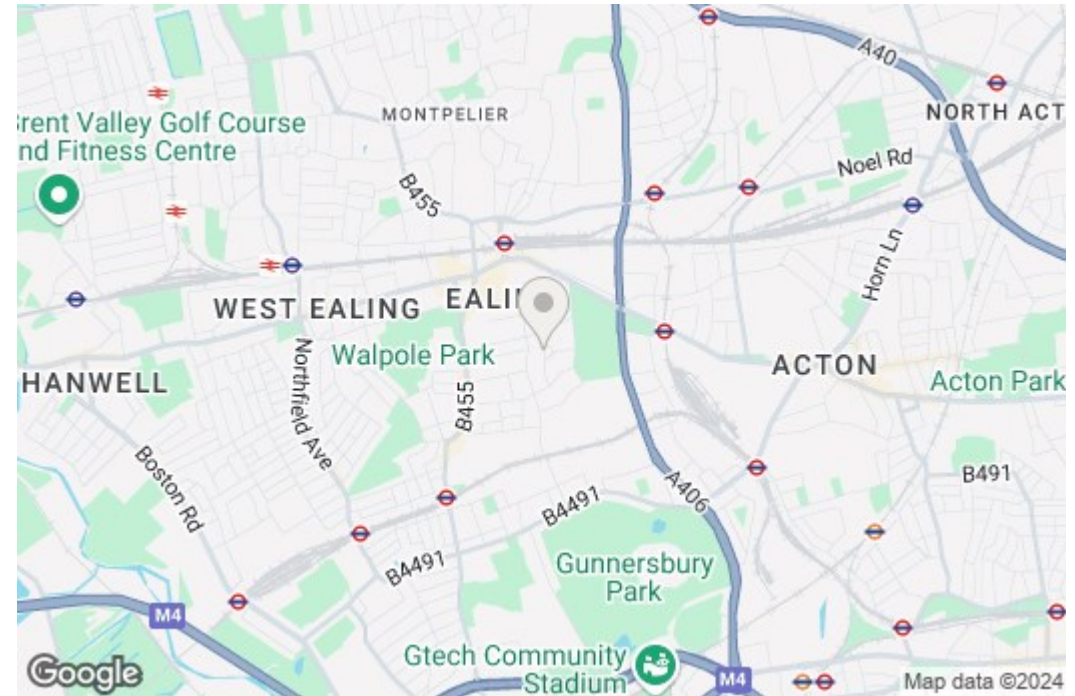 A40
MONTPELIER
NORTH ACT
Brent Valley Golf Course
nd Fitness Centre
Noel Rd
B455
Horn Ln
WEST EALING
EALI
Walpole Park
ACTON
HANWELL
Acton Park
Northfield Ave
B455
Boston Rd
B491
A406
B4491
B4491
Gunnersbury
Park
M4
Gtech Community
Stadium
M4
Google
Map data ©2024